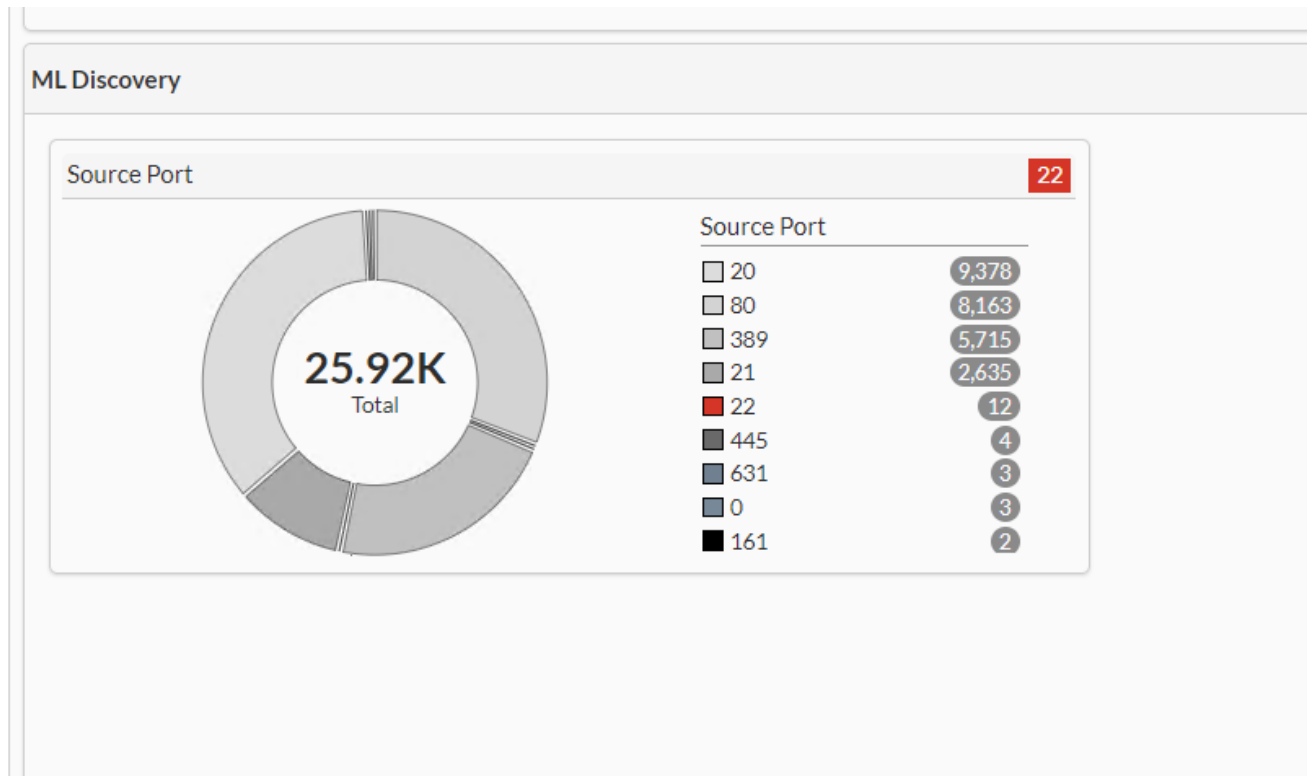 ML Discovery
Source Port 22
25.92K
Total
Source Port
20 9,378
80 8,163
389 5,715
21 2,635
22 12
445 4
631 3
0 3
161 2